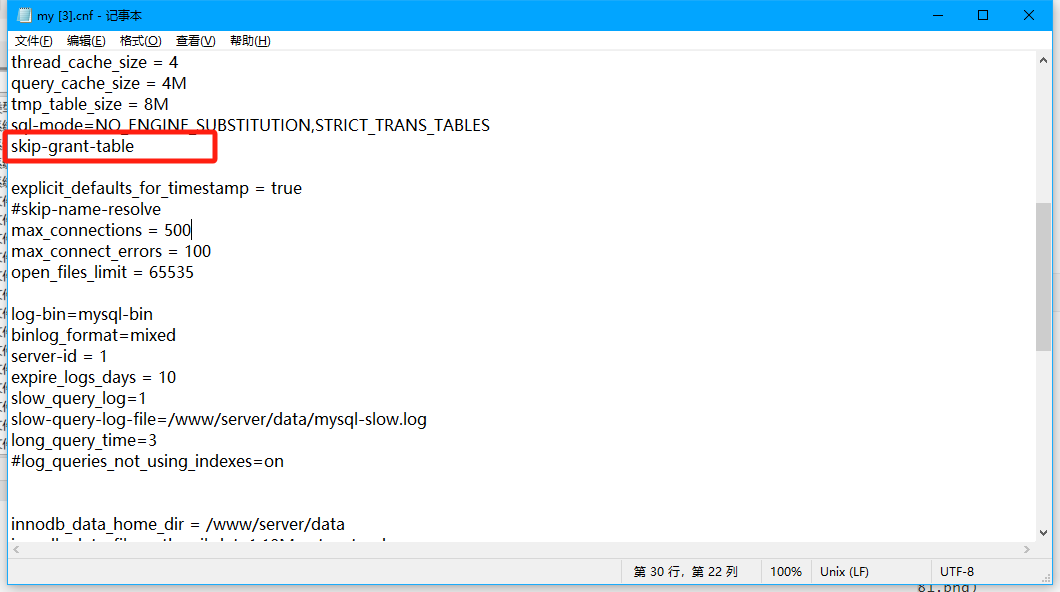 my [3].cnf - 记事本
文件(F) 编辑(E) 格式(O) 查看(V) 帮助(H)
thread_cache_size = 4
query_cache_size = 4M
tmp_table_size = 8M
sql-mode=NO_ENGINE_SUBSTITUTION,STRICT_TRANS_TABLES
skip-grant-table
explicit_defaults_for_timestamp = true
#skip-name-resolve
max_connections = 500
max_connect_errors = 100
open_files_limit = 65535
log-bin=mysql-bin
binlog_format=mixed
server-id = 1
expire_logs_days = 10
slow_query_log=1
slow-query-log-file=/www/server/data/mysql-slow.log
long_query_time=3
#log_queries_not_using_indexes=on
innodb_data_home_dir = /www/server/data
第 30 行，第 22 列 100% Unix (LF) UTF-8